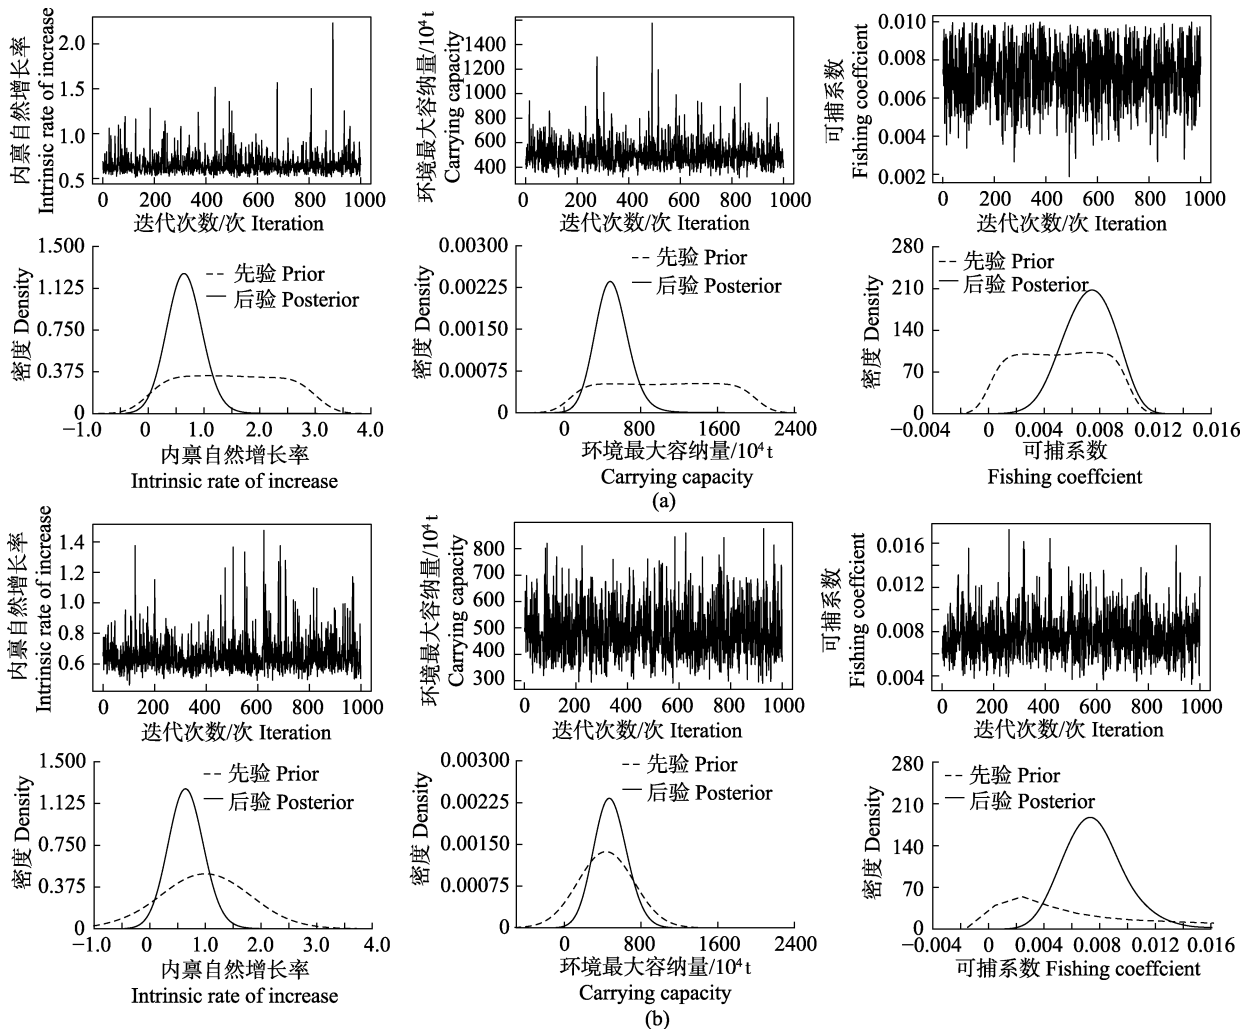 内禀自然增长率
Intrinsic rate of increase
2.0
1.5
1.0
0.5
0 200 400 600 800 1000
迭代次数/次 Iteration
环境最大容纳量/10⁴t
Carrying capacity
1400
1200
1000
800
600
400
0 200 400 600 800 1000
迭代次数/次 Iteration
可捕系数
Fishing coeffcient
0.010
0.008
0.006
0.004
0.002
0 200 400 600 800 1000
迭代次数/次 Iteration
密度 Density
1.500
1.125
0.750
0.375
0
先验 Prior
后验 Posterior
−1.0 0 1.0 2.0 3.0 4.0
内禀自然增长率
Intrinsic rate of increase
密度 Density
0.00300
0.00225
0.00150
0.00075
0
先验 Prior
后验 Posterior
0 800 1600 2400
环境最大容纳量/10⁴t
Carrying capacity
密度 Density
280
210
140
70
0
先验 Prior
后验 Posterior
−0.004 0 0.004 0.008 0.012 0.016
可捕系数
Fishing coeffcient
(a)
内禀自然增长率
Intrinsic rate of increase
1.4
1.2
1.0
0.8
0.6
0 200 400 600 800 1000
迭代次数/次 Iteration
环境最大容纳量/10⁴t
Carrying capacity
800
700
600
500
400
300
0 200 400 600 800 1000
迭代次数/次 Iteration
可捕系数
Fishing coeffcient
0.016
0.012
0.008
0.004
0 200 400 600 800 1000
迭代次数/次 Iteration
密度 Density
1.500
1.125
0.750
0.375
0
先验 Prior
后验 Posterior
−1.0 0 1.0 2.0 3.0 4.0
内禀自然增长率
Intrinsic rate of increase
密度 Density
0.00300
0.00225
0.00150
0.00075
0
先验 Prior
后验 Posterior
0 800 1600 2400
环境最大容纳量/10⁴t
Carrying capacity
密度 Density
280
210
140
70
0
先验 Prior
后验 Posterior
−0.004 0 0.004 0.008 0.012 0.016
可捕系数 Fishing coeffcient
(b)